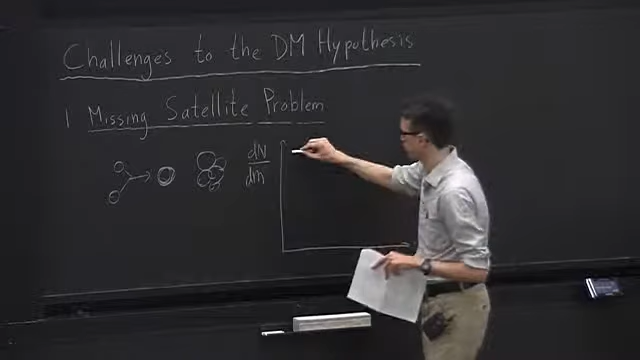 Challenges to the DM Hypothesis
1 Missing Satellite Problem
dN
dm